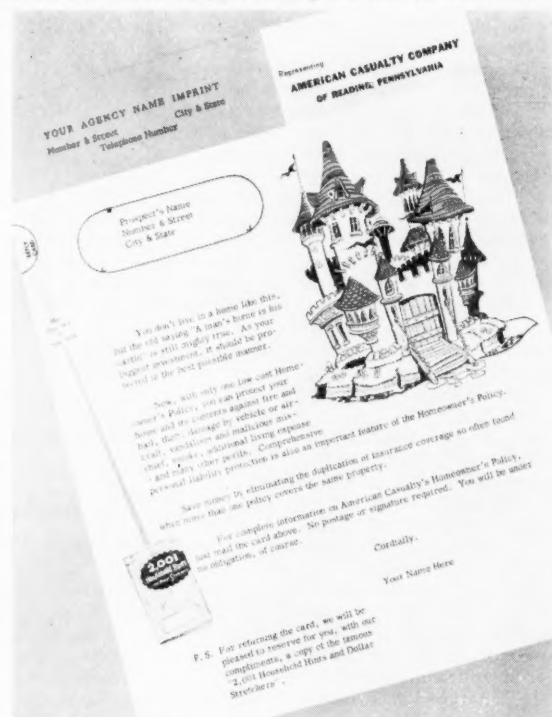 Representing
AMERICAN CASUALTY COMPANY
OF READING, PENNSYLVANIA
YOUR AGENCY NAME IMPRINT
Number & Street City & State
Telephone Number
Prospect's Name
Number & Street
City & State
You don't live in a home like this,
but the old saying "A man's home is his
castle" is still mighty true. As your
biggest investment, it should be pro-
tected in the best possible manner.
Now, with only one low cost Home-
owner's Policy, you can protect your
home and its contents against fire and
hail, theft, damage by vehicle or air-
craft, vandalism and malicious mis-
chief, smoke, additional living expense
- and many other perils. Comprehensive
personal liability protection is also an important feature of the Homeowner's Policy.
Save money by eliminating the duplication of insurance coverage so often found
when more than one policy covers the same property.
For complete information on American Casualty's Homeowner's Policy,
just mail the card above. No postage or signature required. You will be under
no obligation, of course.
Cordially,
Your Name Here
2,001
Household Hints
P.S. For returning the card, we will be
pleased to reserve for you, with our
compliments, a copy of the famous
"2,001 Household Hints and Dollar
Stretchers".